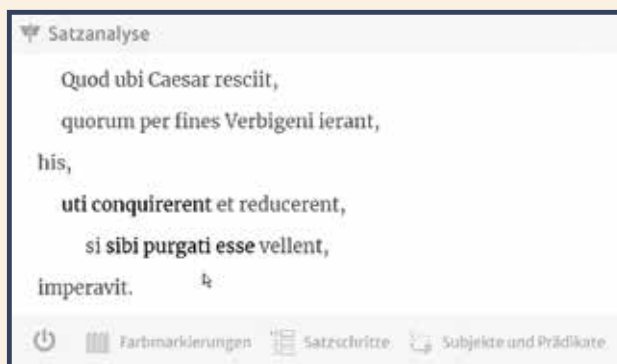 Satzanalyse
Quod ubi Caesar resciit,
quorum per fines Verbigeni ierant,
his,
uti conquirerent et reducerent,
si sibi purgati esse vellent,
imperavit.
Farbmarkierungen Satzschritte Subjekte und Prädikate